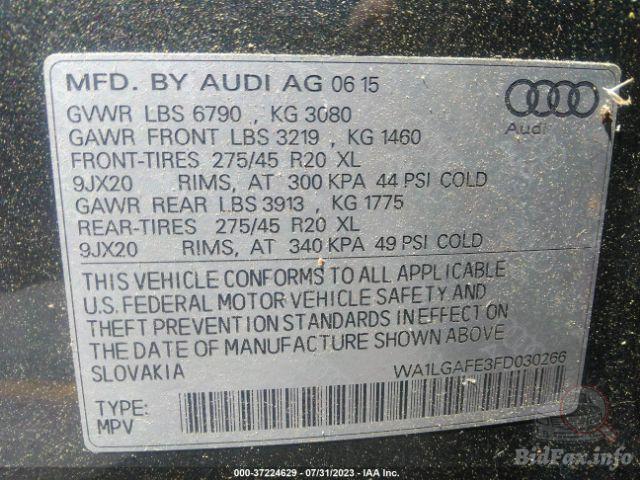 MFD. BY AUDI AG 06 15
GVWR LBS 6790 , KG 3080
GAWR FRONT LBS 3219 , KG 1460
FRONT-TIRES 275/45 R20 XL
9JX20 RIMS, AT 300 KPA 44 PSI COLD
GAWR REAR LBS 3913 , KG 1775
REAR-TIRES 275/45 R20 XL
9JX20 RIMS, AT 340 KPA 49 PSI COLD
THIS VEHICLE CONFORMS TO ALL APPLICABLE
U.S. FEDERAL MOTOR VEHICLE SAFETY AND
THEFT PREVENTION STANDARDS IN EFFECT ON
THE DATE OF MANUFACTURE SHOWN ABOVE
SLOVAKIA
WA1LGAFE3FD030266
TYPE:
MPV
Audi
BidFax.info
000-37224629 - 07/31/2023 - IAA Inc.